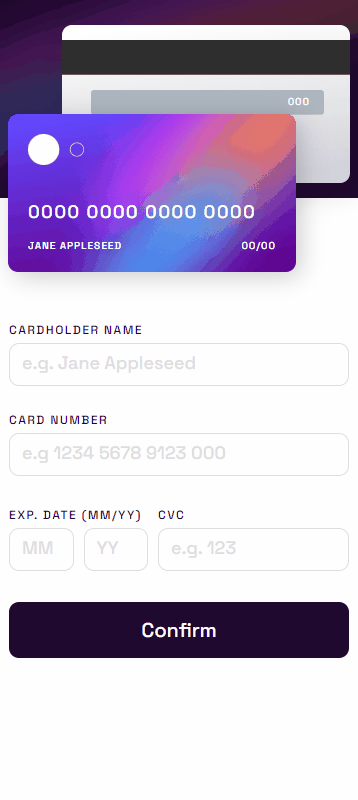 000
0000 0000 0000 0000
JANE APPLESEED 00/00
CARDHOLDER NAME
e.g. Jane Appleseed
CARD NUMBER
e.g 1234 5678 9123 000
EXP. DATE (MM/YY) CVC
MM YY e.g. 123
Confirm